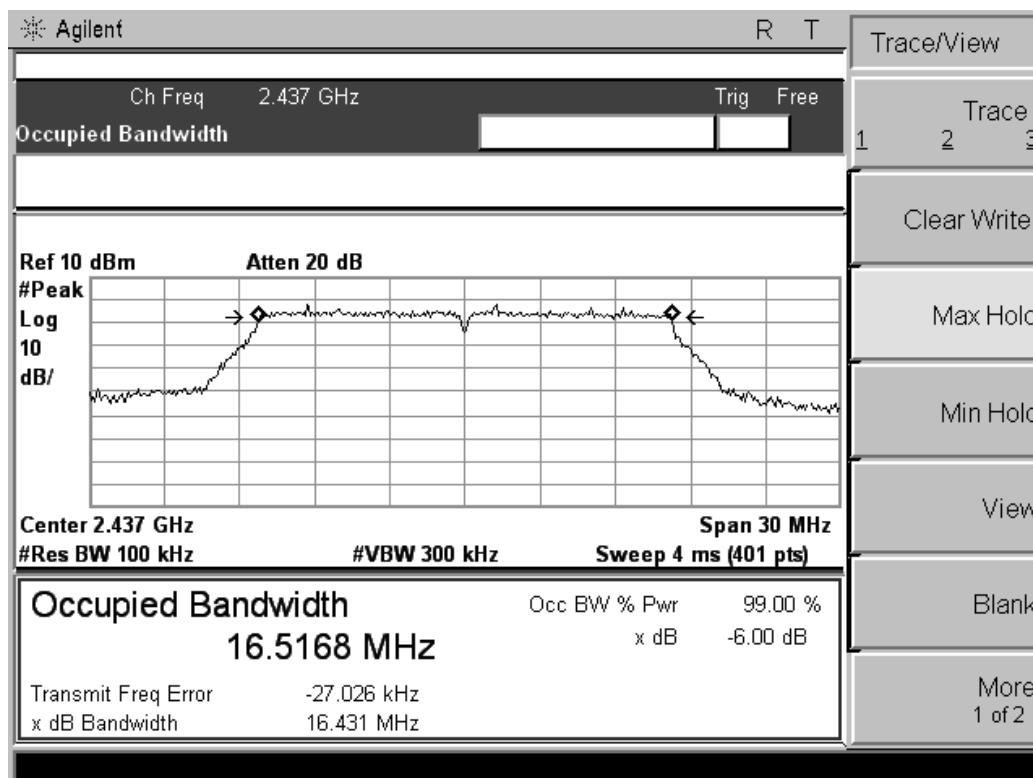 Agilent R T
Trace/View
Ch Freq 2.437 GHz Trig Free
Occupied Bandwidth
Trace
1 2 3
Clear Write
Max Hold
Min Hold
View
Blank
More
1 of 2
Ref 10 dBm Atten 20 dB
#Peak
Log
10
dB/
Center 2.437 GHz Span 30 MHz
#Res BW 100 kHz #VBW 300 kHz Sweep 4 ms (401 pts)
Occupied Bandwidth
16.5168 MHz
Occ BW % Pwr 99.00 %
x dB -6.00 dB
Transmit Freq Error -27.026 kHz
x dB Bandwidth 16.431 MHz